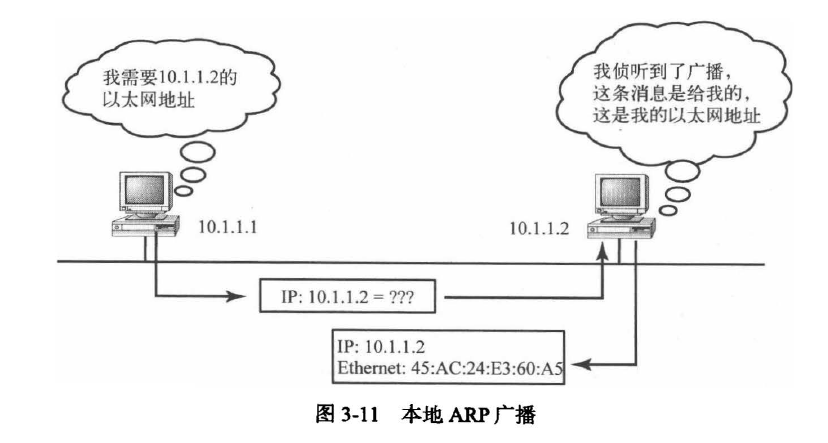 我需要10.1.1.2的
以太网地址
我侦听到了广播，
这条消息是给我的，
这是我的以太网地址
10.1.1.1
10.1.1.2
IP: 10.1.1.2 = ???
IP: 10.1.1.2
Ethernet: 45:AC:24:E3:60:A5
图 3-11 本地 ARP 广播